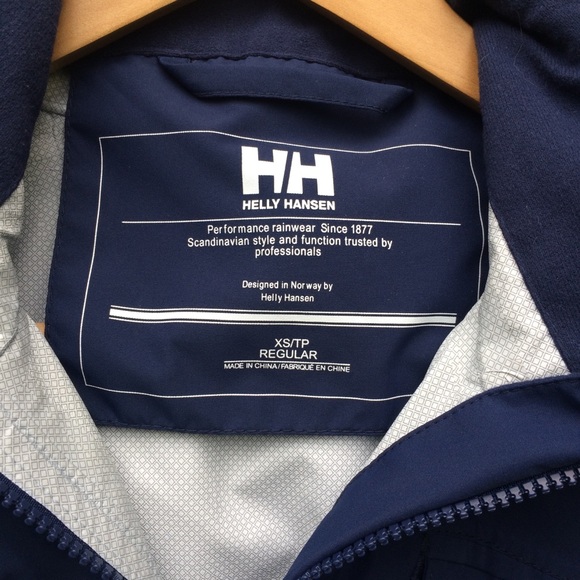 HH
HELLY HANSEN
Performance rainwear Since 1877
Scandinavian style and function trusted by
professionals
Designed in Norway by
Helly Hansen
XS/TP
REGULAR
MADE IN CHINA/FABRIQUÉ EN CHINE